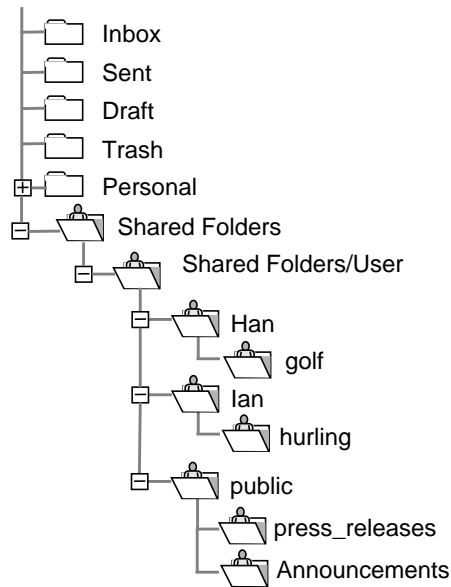 Inbox
Sent
Draft
Trash
Personal
Shared Folders
Shared Folders/User
Han
golf
Ian
hurling
public
press_releases
Announcements